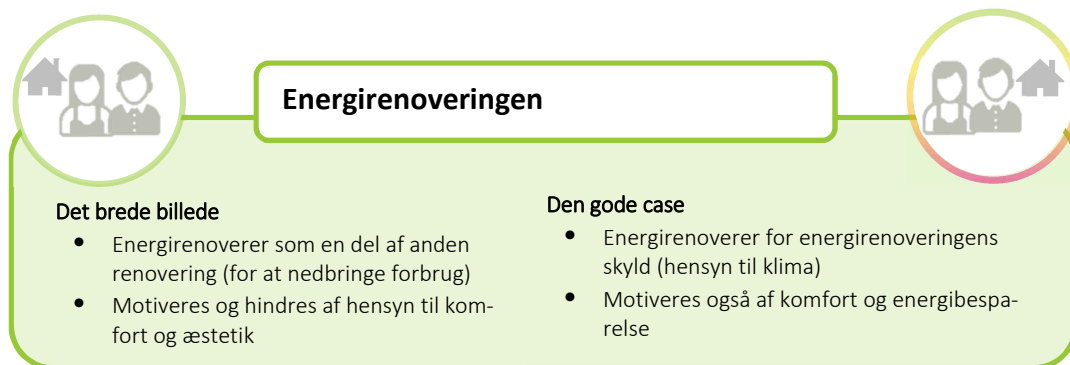 Energirenoveringen
Det brede billede
• Energirenoverer som en del af anden
renovering (for at nedbringe forbrug)
• Motiveres og hindres af hensyn til kom-
fort og æstetik
Den gode case
• Energirenoverer for energirenoveringens
skyld (hensyn til klima)
• Motiveres også af komfort og energibespa-
relse